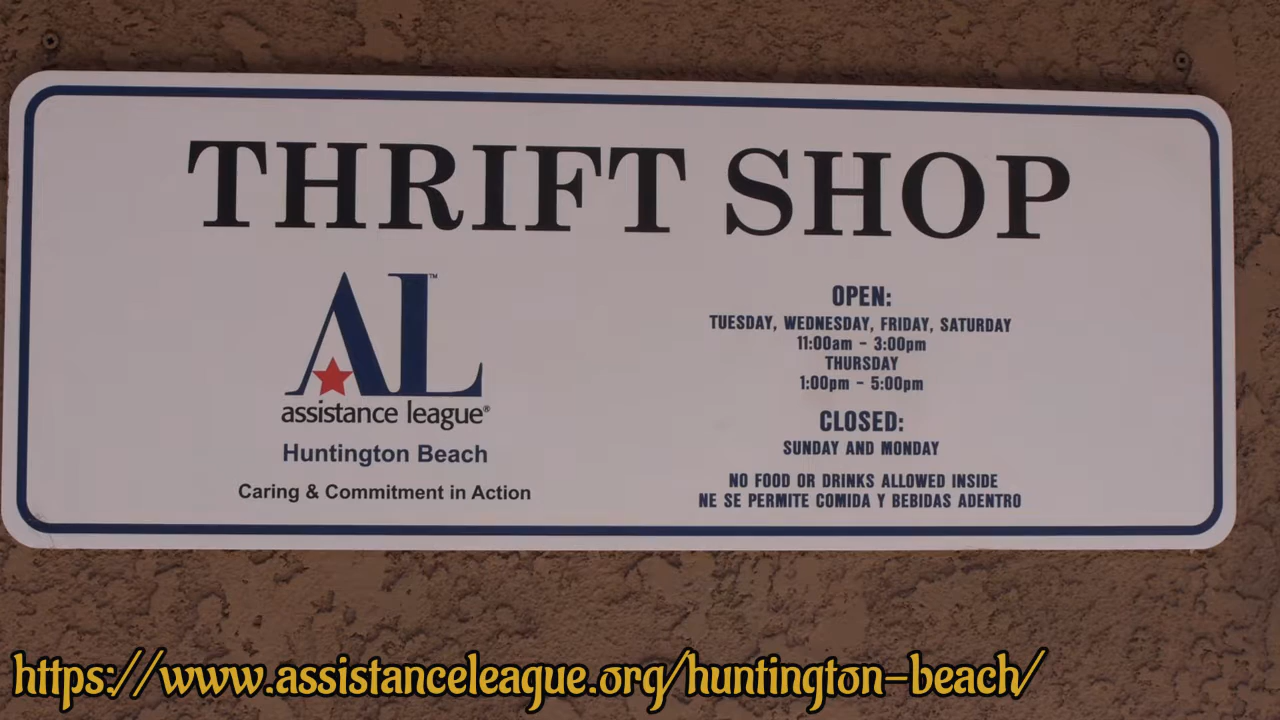 THRIFT SHOP
AL™
assistance league®
Huntington Beach
Caring & Commitment in Action
OPEN:
TUESDAY, WEDNESDAY, FRIDAY, SATURDAY
11:00am - 3:00pm
THURSDAY
1:00pm - 5:00pm
CLOSED:
SUNDAY AND MONDAY
NO FOOD OR DRINKS ALLOWED INSIDE
NE SE PERMITE COMIDA Y BEBIDAS ADENTRO
https://www.assistanceleague.org/huntington-beach/